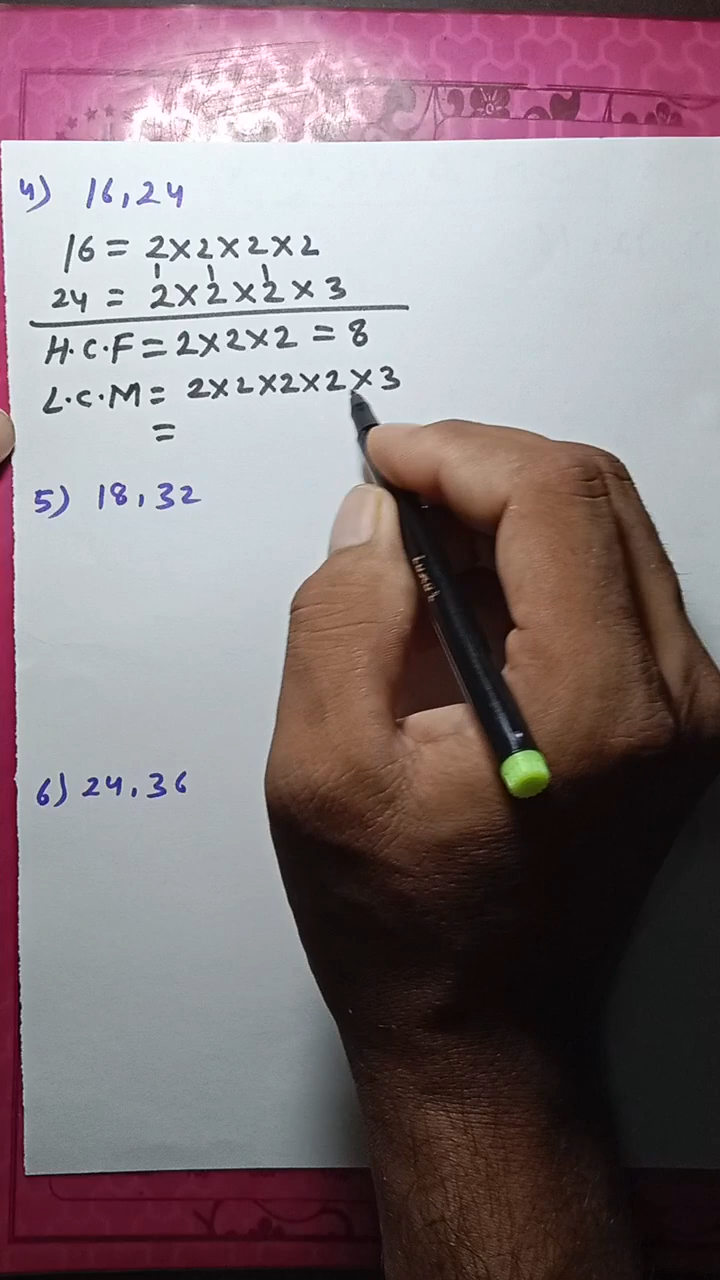 4) 16,24
16 = 2×2×2×2
24 = 2×2×2×3
H.C.F = 2×2×2 = 8
L.C.M = 2×2×2×2×3
=
5) 18,32
6) 24,36